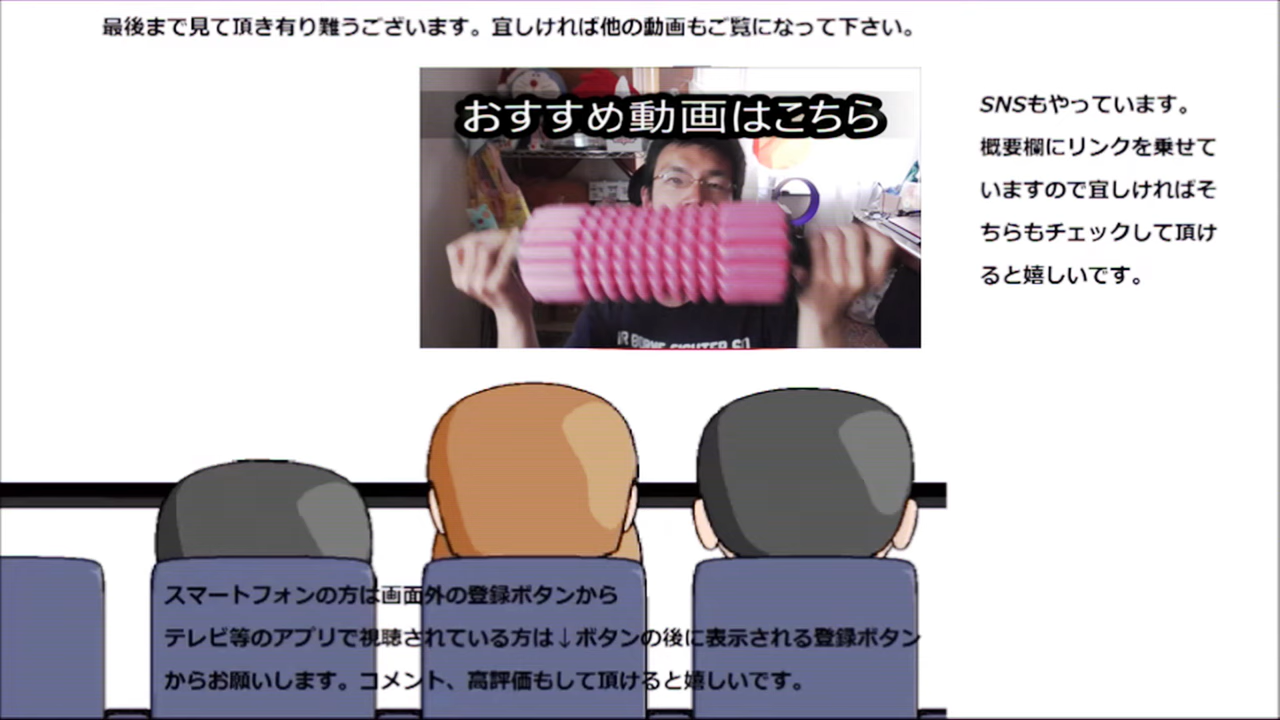 最後まで見て頂き有り難うございます。宜しければ他の動画もご覧になって下さい。
おすすめ動画はこちら
SNSもやっています。
概要欄にリンクを乗せて
いますので宜しければそ
ちらもチェックして頂け
ると嬉しいです。
スマートフォンの方は画面外の登録ボタンから
テレビ等のアプリで視聴されている方は↓ボタンの後に表示される登録ボタン
からお願いします。コメント、高評価もして頂けると嬉しいです。